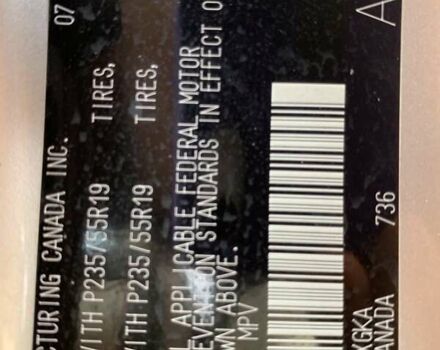 CTURING CANADA INC. 07
WITH P235/55R19 TIRES,
WITH P235/55R19 TIRES,
APPLICABLE FEDERAL MOTOR
EVENTION STANDARDS IN EFFECT O
WN ABOVE.
MPV
GKA A
ANADA 736